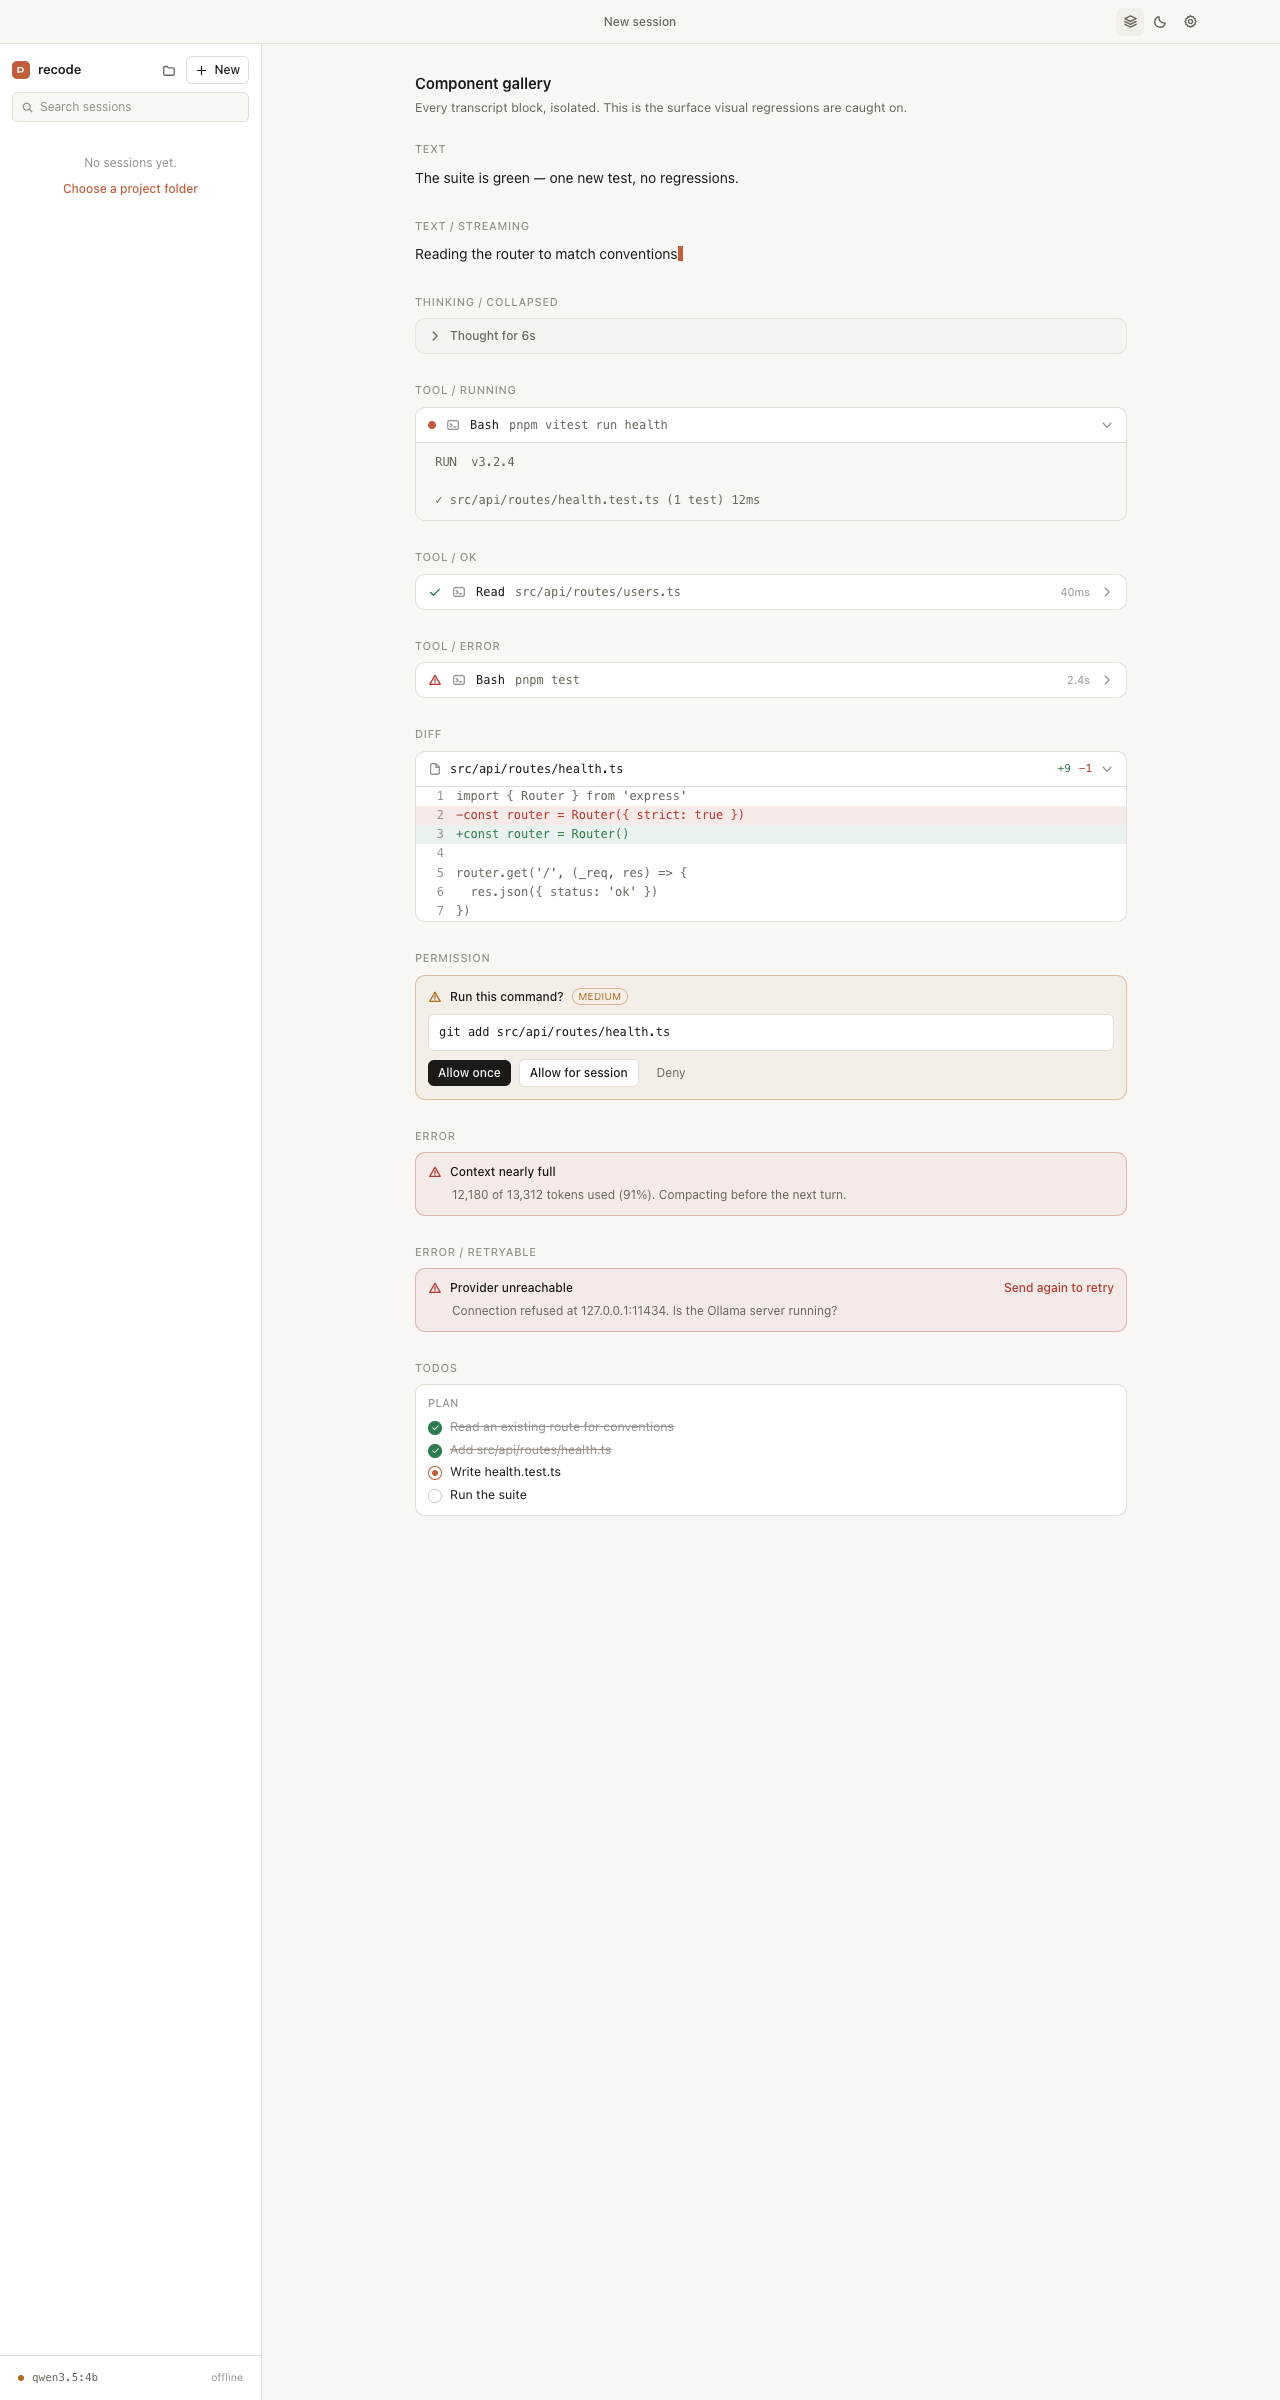 New session
recode
New
Search sessions
No sessions yet.
Choose a project folder
Component gallery
Every transcript block, isolated. This is the surface visual regressions are caught on.
TEXT
The suite is green — one new test, no regressions.
TEXT / STREAMING
Reading the router to match conventions
THINKING / COLLAPSED
Thought for 6s
TOOL / RUNNING
Bash pnpm vitest run health
RUN  v3.2.4
✓ src/api/routes/health.test.ts (1 test) 12ms
TOOL / OK
Read src/api/routes/users.ts 40ms
TOOL / ERROR
Bash pnpm test 2.4s
DIFF
src/api/routes/health.ts +9 −1
1 import { Router } from 'express'
2 −const router = Router({ strict: true })
3 +const router = Router()
4
5 router.get('/', (_req, res) => {
6   res.json({ status: 'ok' })
7 })
PERMISSION
Run this command? MEDIUM
git add src/api/routes/health.ts
Allow once Allow for session Deny
ERROR
Context nearly full
12,180 of 13,312 tokens used (91%). Compacting before the next turn.
ERROR / RETRYABLE
Provider unreachable Send again to retry
Connection refused at 127.0.0.1:11434. Is the Ollama server running?
TODOS
PLAN
Read an existing route for conventions
Add src/api/routes/health.ts
Write health.test.ts
Run the suite
qwen3.5:4b offline